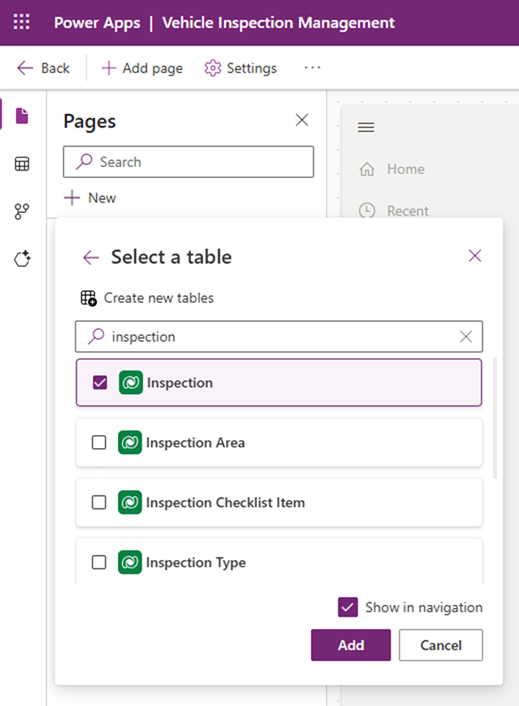 Power Apps | Vehicle Inspection Management
Back
Add page
Settings
Pages
Search
New
Home
Recent
Select a table
Create new tables
inspection
Inspection
Inspection Area
Inspection Checklist Item
Inspection Type
Show in navigation
Add
Cancel